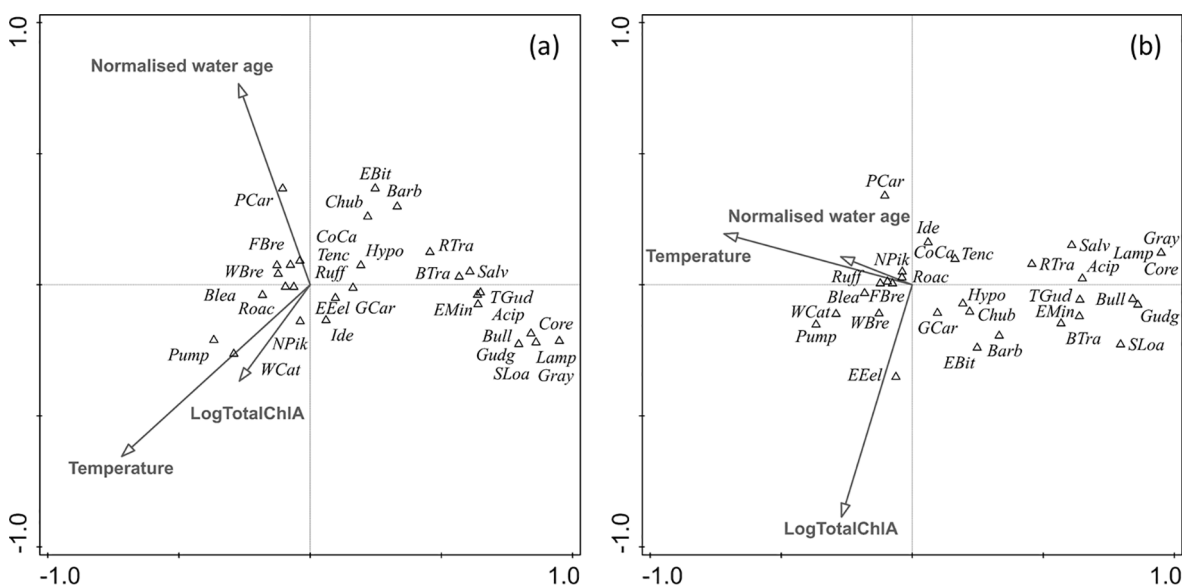 1.0
(a)
Normalised water age
EBit
PCar
Chub
Barb
CoCa
FBre
Tenc
Hypo
RTra
WBre
Ruff
BTra
Salv
Blea
EEel
GCar
EMin
TGud
Roac
Acip
Ide
NPik
Bull
Core
Pump
Gudg
Lamp
WCat
SLoa
Gray
LogTotalChlA
Temperature
-1.0
-1.0
1.0
1.0
(b)
PCar
Normalised water age
Ide
Gray
Temperature
CoCa
Tenc
Salv
Lamp
NPik
RTra
Acip
Core
Ruff
Roac
Blea
FBre
Hypo
TGud
Bull
WCat
WBre
GCar
Chub
EMin
Gudg
Pump
EBit
Barb
BTra
SLoa
EEel
LogTotalChlA
-1.0
-1.0
1.0